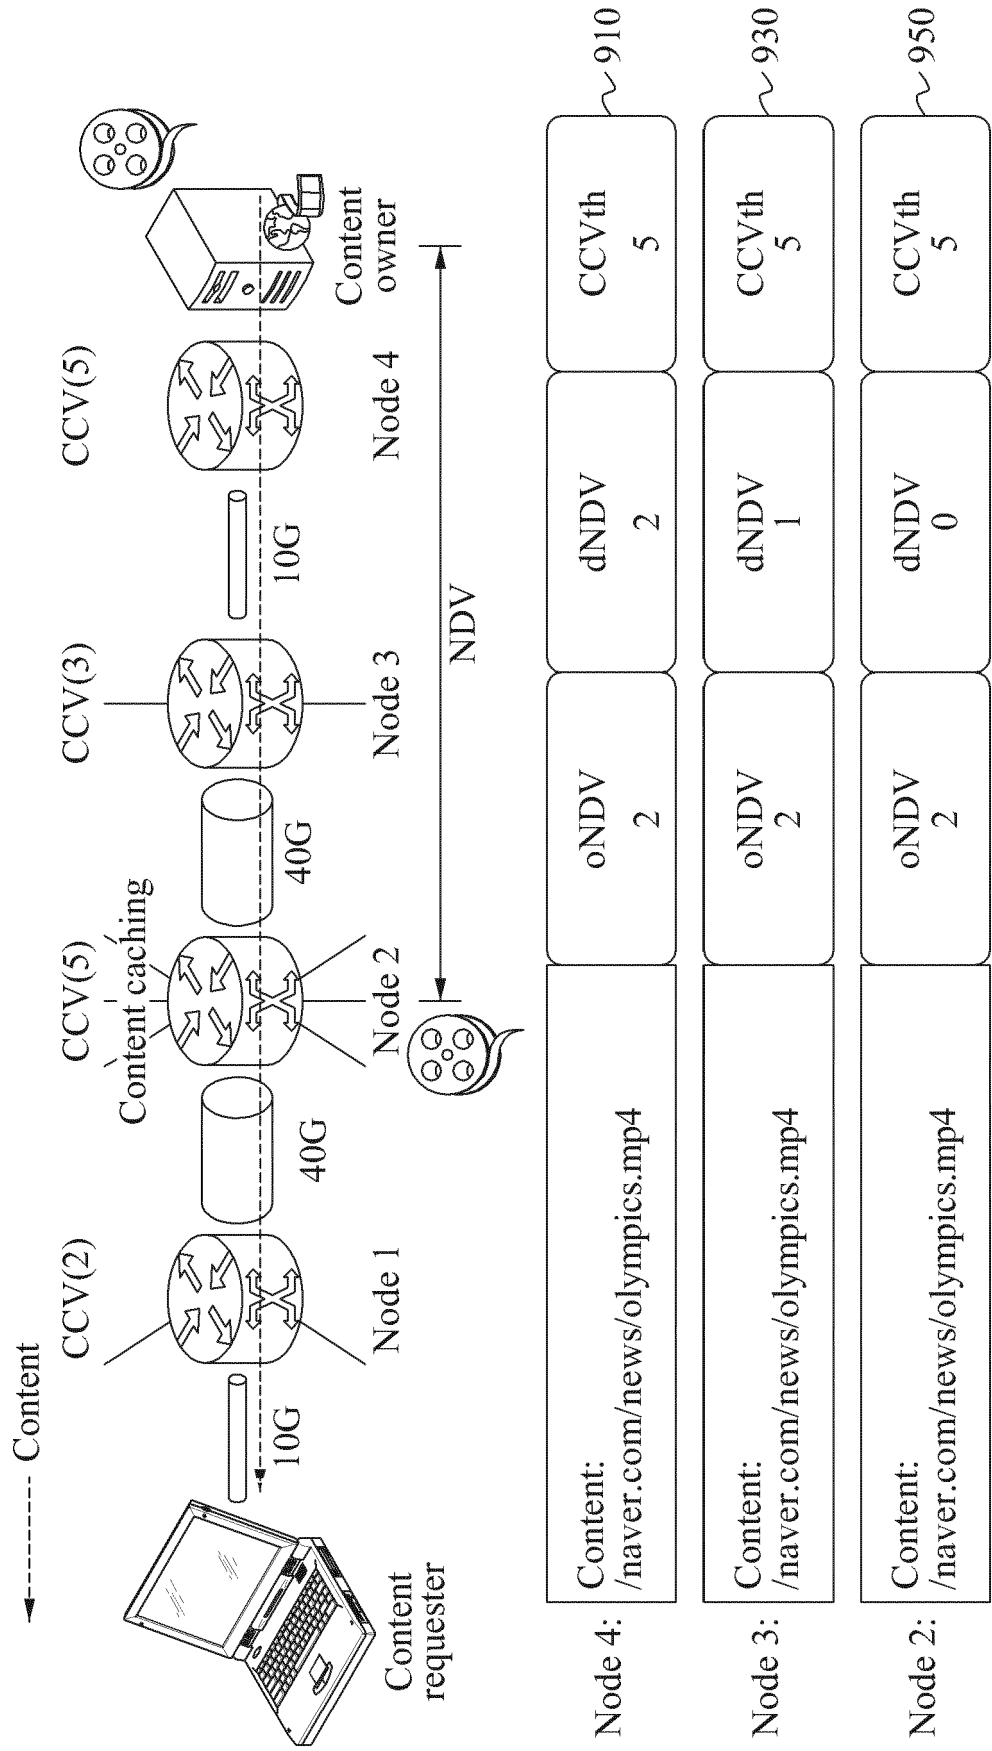 Content
CCV(2)
CCV(5)
CCV(3)
CCV(5)
Content caching
10G
40G
40G
10G
Content
requester
Node 1
Node 2
Node 3
Node 4
Content
owner
NDV
Node 4:
Content:
/naver.com/news/olympics.mp4
oNDV
2
dNDV
2
CCVth
5
910
Node 3:
Content:
/naver.com/news/olympics.mp4
oNDV
2
dNDV
1
CCVth
5
930
Node 2:
Content:
/naver.com/news/olympics.mp4
oNDV
2
dNDV
0
CCVth
5
950